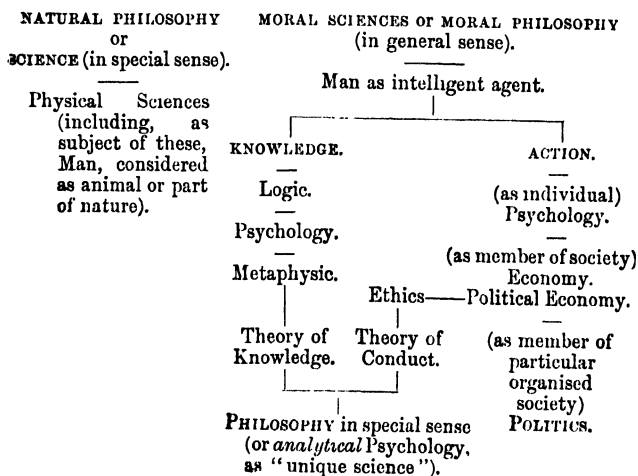 NATURAL PHILOSOPHY
or
SCIENCE (in special sense).
Physical Sciences
(including, as
subject of these,
Man, considered
as animal or part
of nature).
MORAL SCIENCES OR MORAL PHILOSOPHY
(in general sense).
Man as intelligent agent.
KNOWLEDGE.
Logic.
Psychology.
Metaphysic.
Theory of
Knowledge.
Ethics
Theory of
Conduct.
ACTION.
(as individual)
Psychology.
(as member of society)
Economy.
Political Economy.
(as member of
particular
organised
society)
POLITICS.
PHILOSOPHY in special sense
(or analytical Psychology,
as "unique science").